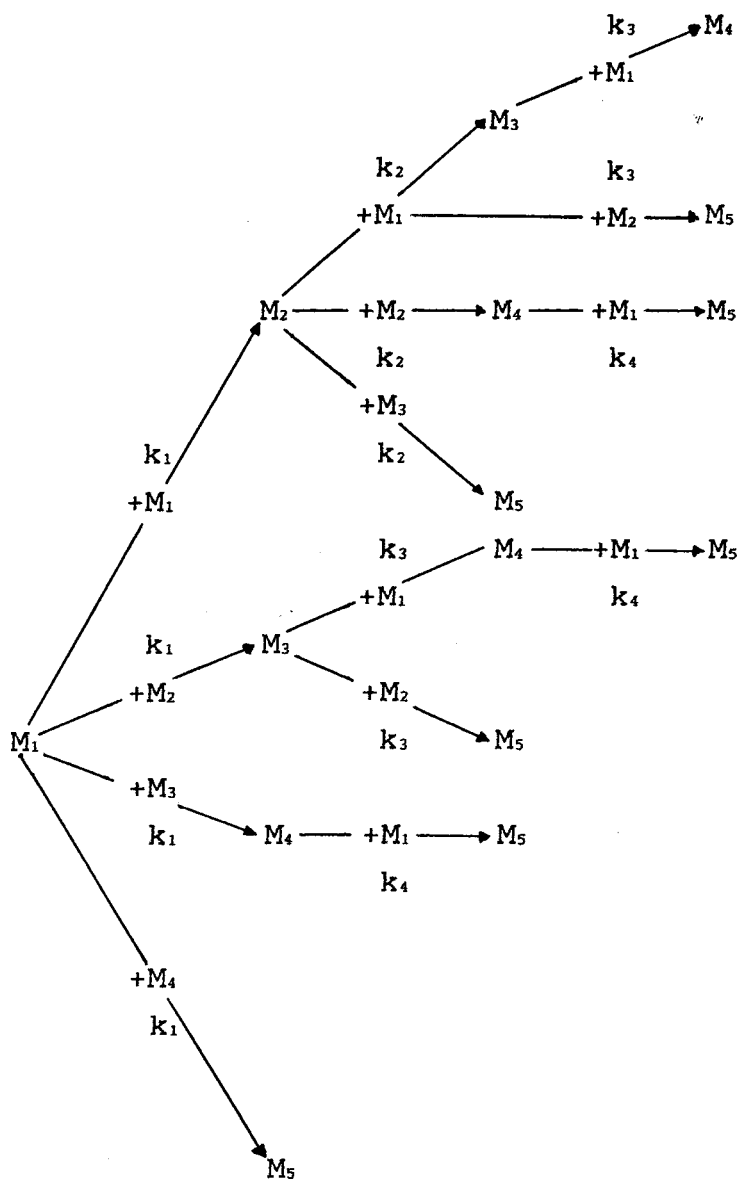 k₃ M₄
+M₁
M₃
k₂ k₃
+M₁ +M₂ M₅
M₂ +M₂ M₄ +M₁ M₅
k₂ k₄
+M₃
k₁ k₂
+M₁ M₅
k₃ M₄ +M₁ M₅
+M₁ k₄
k₁ M₃
+M₂ +M₂
M₁ k₃ M₅
+M₃
k₁ M₄ +M₁ M₅
k₄
+M₄
k₁
M₅